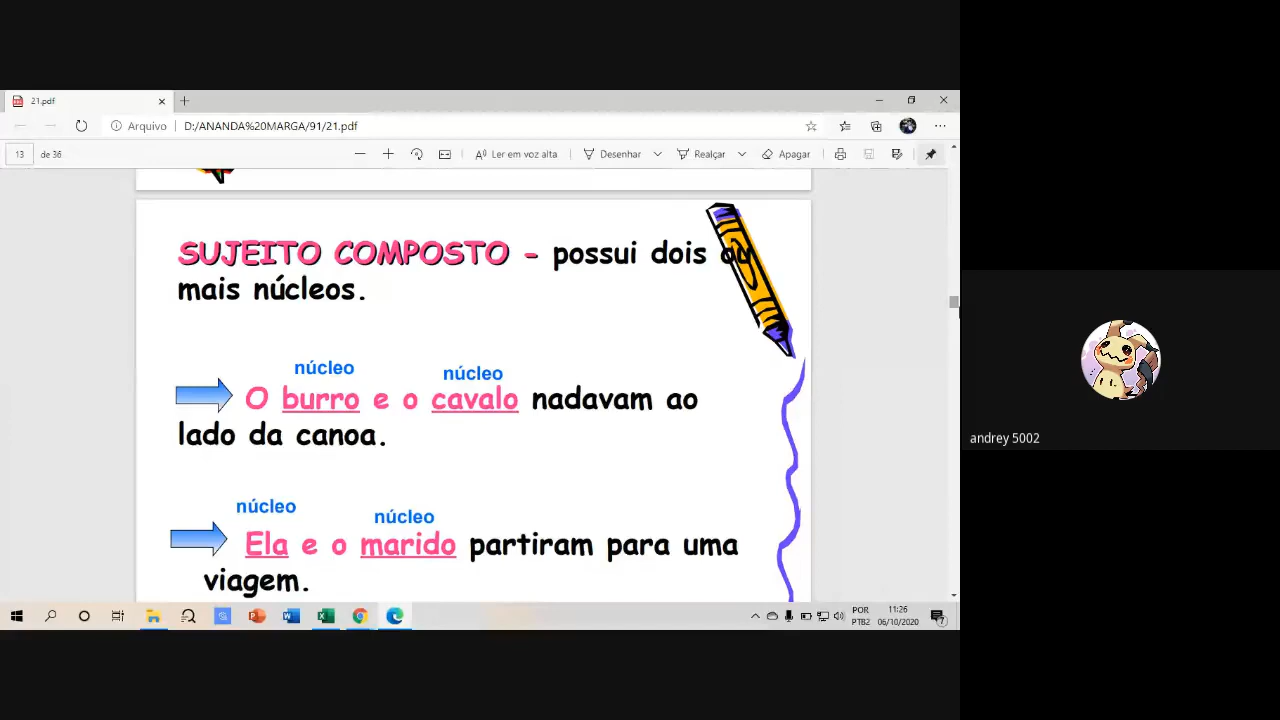 21.pdf
Arquivo D:/ANANDA%20MARGA/91/21.pdf
13 de 36 Ler em voz alta Desenhar Realçar Apagar
SUJEITO COMPOSTO - possui dois ou
mais núcleos.
núcleo núcleo
O burro e o cavalo nadavam ao
lado da canoa.
núcleo núcleo
Ela e o marido partiram para uma
viagem.
andrey 5002
POR 11:26
PTB2 06/10/2020
7